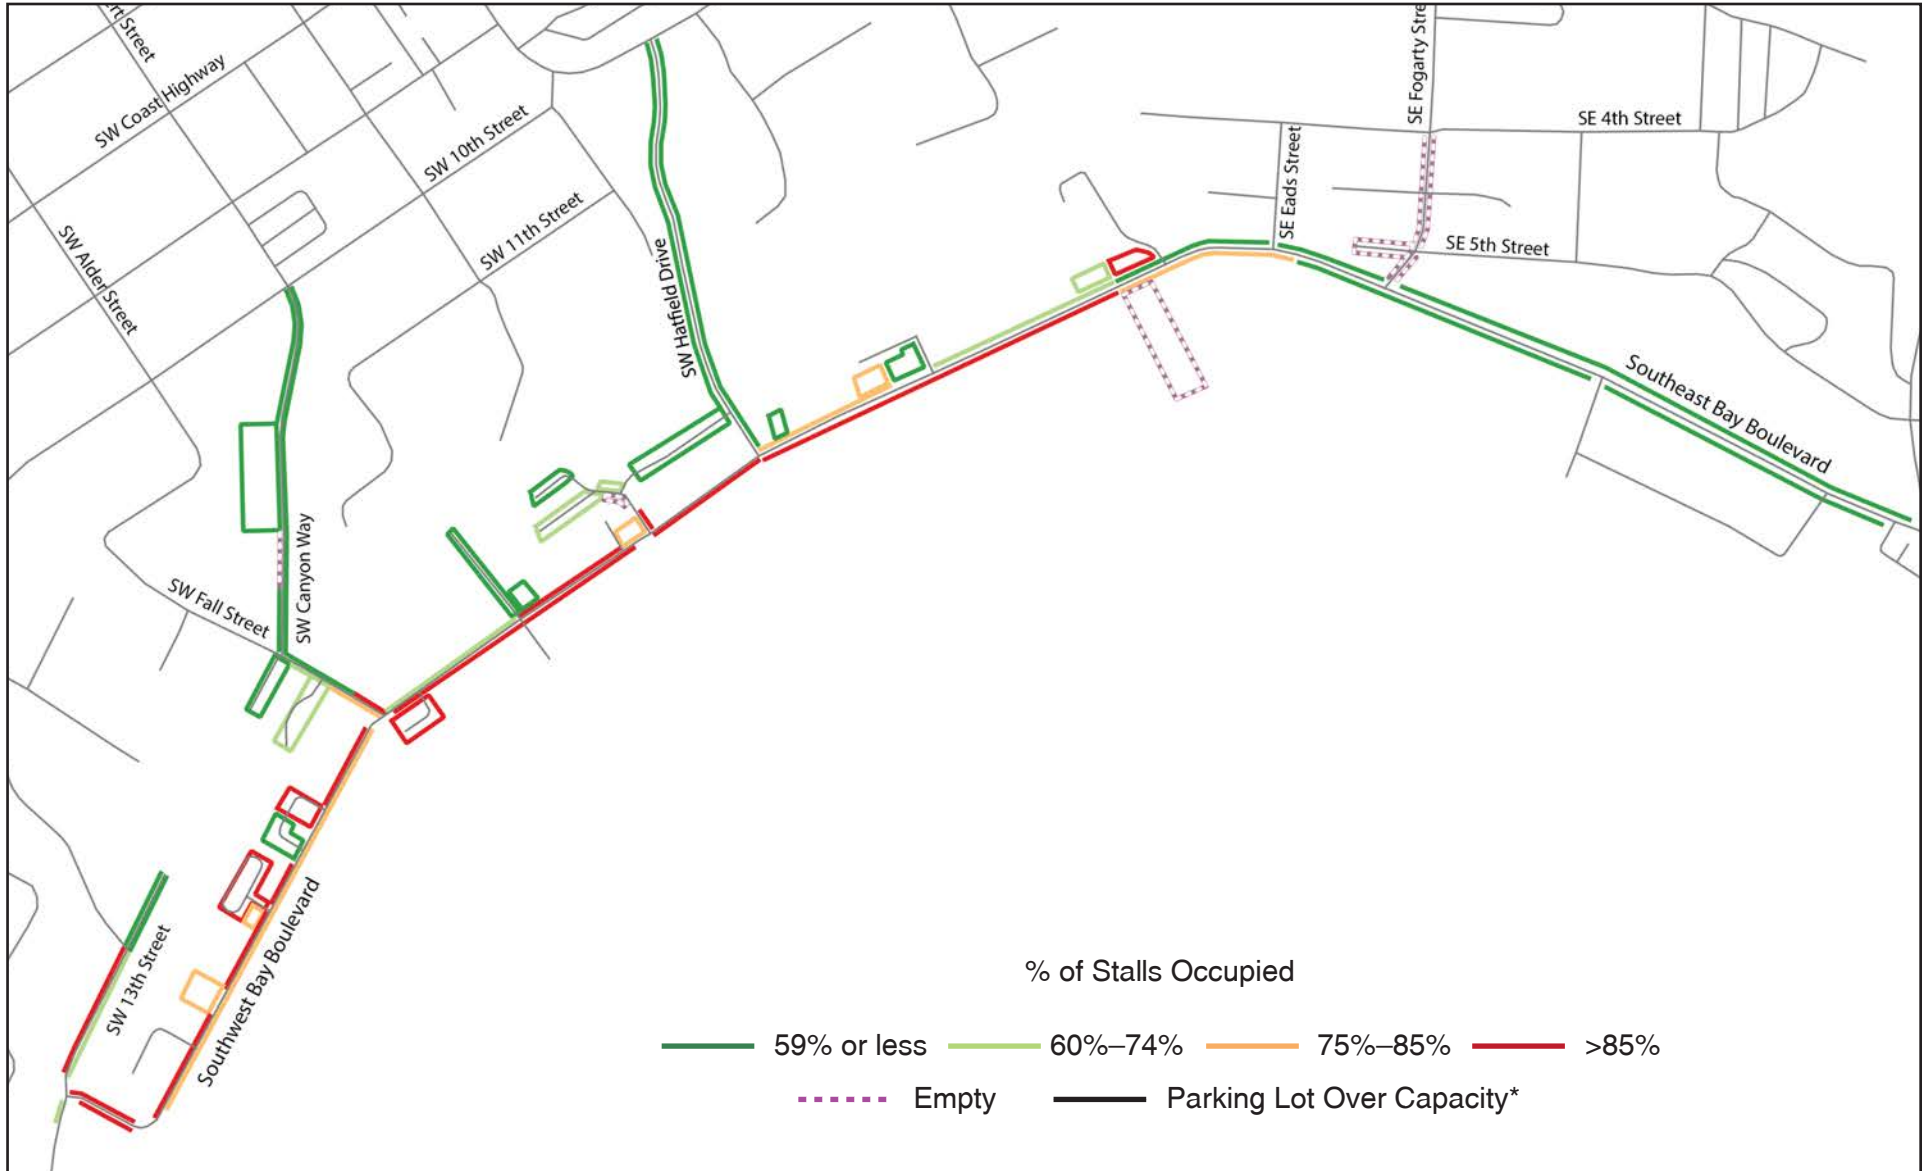 ert Street
SW Coast Highway
SW 10th Street
SW 11th Street
SW Alder Street
SW Hatfield Drive
SE Fogarty Stre
SE 4th Street
SE Eads Street
SE 5th Street
Southeast Bay Boulevard
SW Canyon Way
SW Fall Street
SW 13th Street
Southwest Bay Boulevard
% of Stalls Occupied
59% or less 60%–74% 75%–85% >85%
Empty Parking Lot Over Capacity*